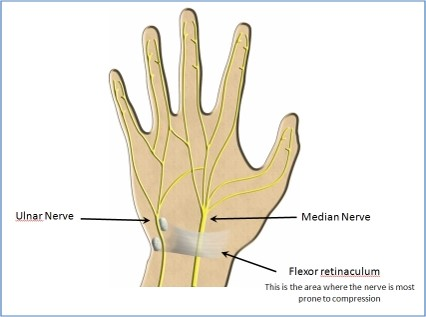 Ulnar Nerve
Median Nerve
Flexor retinaculum
This is the area where the nerve is most
prone to compression